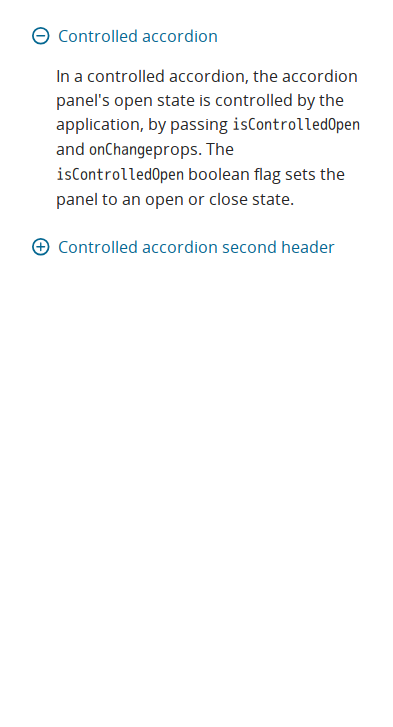 Controlled accordion
In a controlled accordion, the accordion
panel's open state is controlled by the
application, by passing isControlledOpen
and onChangeprops. The
isControlledOpen boolean flag sets the
panel to an open or close state.
Controlled accordion second header